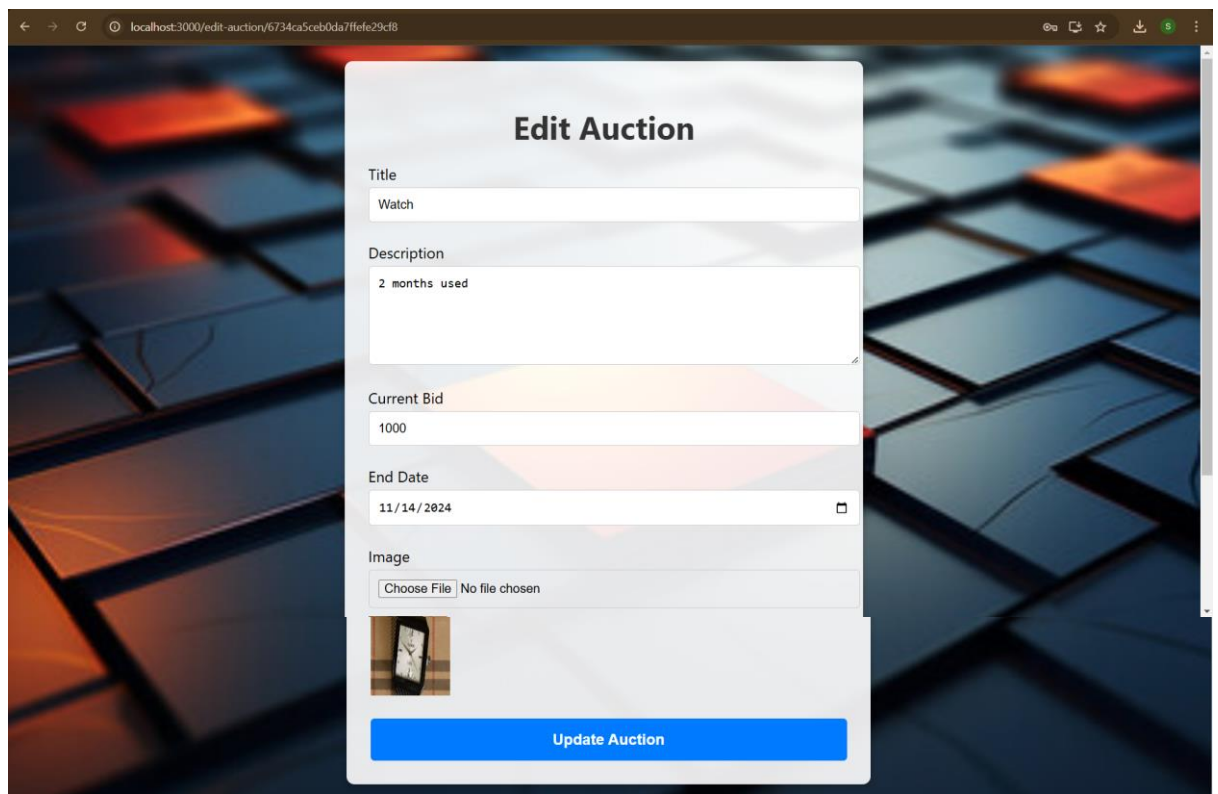 localhost:3000/edit-auction/6734ca5ceb0da7ffefe29cf8
S
Edit Auction
Title
Watch
Description
2 months used
Current Bid
1000
End Date
11/14/2024
Image
Choose File No file chosen
Update Auction